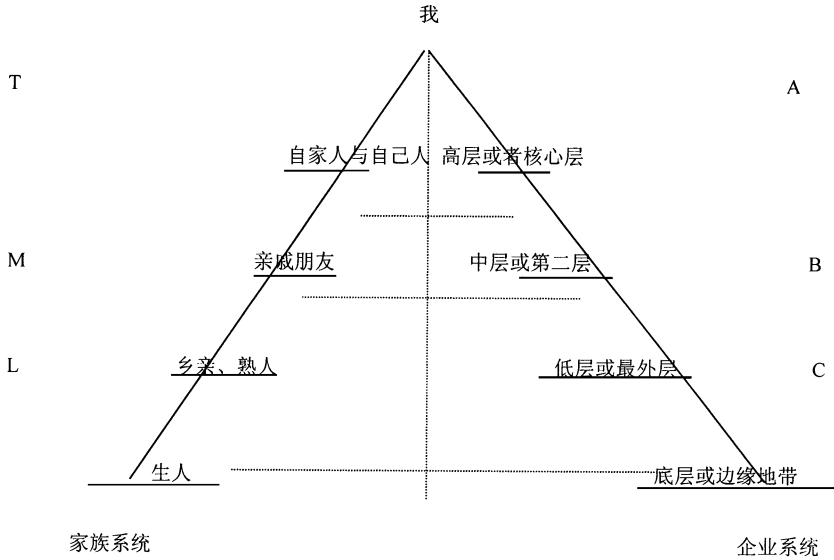 我
T
A
自家人与自己人 高层或者核心层
M
亲戚朋友
中层或第二层
B
L
乡亲、熟人
低层或最外层
C
生人
底层或边缘地带
家族系统
企业系统